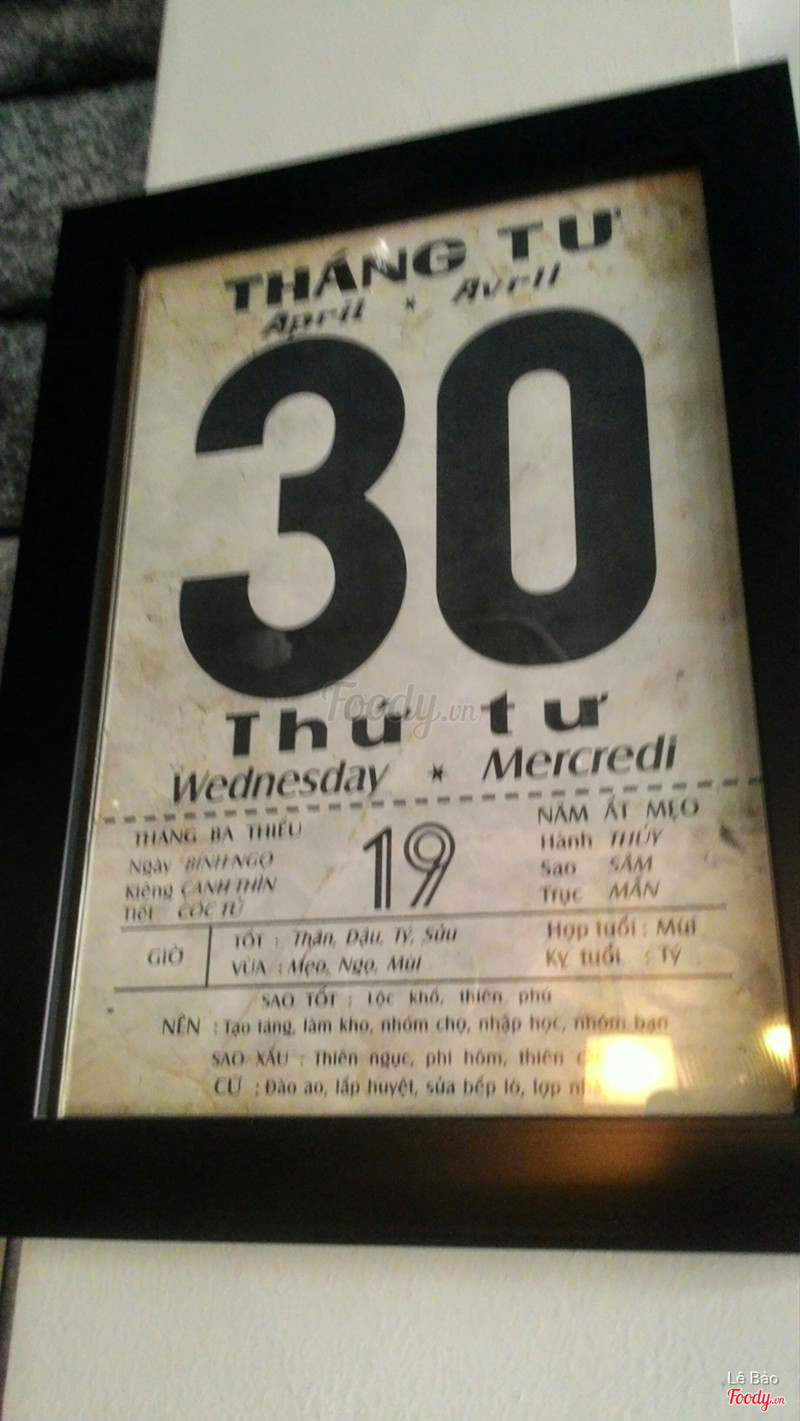 THÁNG TƯ
April * Avril
30
Foody.vn
Thứ tư
Wednesday * Mercredi
THÁNG BA THIẾU
Ngày BÍNH NGỌ
Kiêng CANH THÌN
Tiết CỐC VŨ
19
NĂM ẤT MẸO
Hành THỦY
Sao SÂM
Trực MÃN
GIỜ
TỐT : Thân, Dậu, Tý, Sửu
VỪA : Mẹo, Ngọ, Mùi
Hợp tuổi : Mùi
Kỵ tuổi : Tý
SAO TỐT : Lộc khố, thiên phú
NÊN : Tạo táng, làm kho, nhóm chợ, nhập học, nhóm bạn
SAO XẤU : Thiên ngục, phi hôm, thiên
CỬ : Đào ao, lấp huyệt, sửa bếp lò, lợp
Lê Bảo
Foody.vn